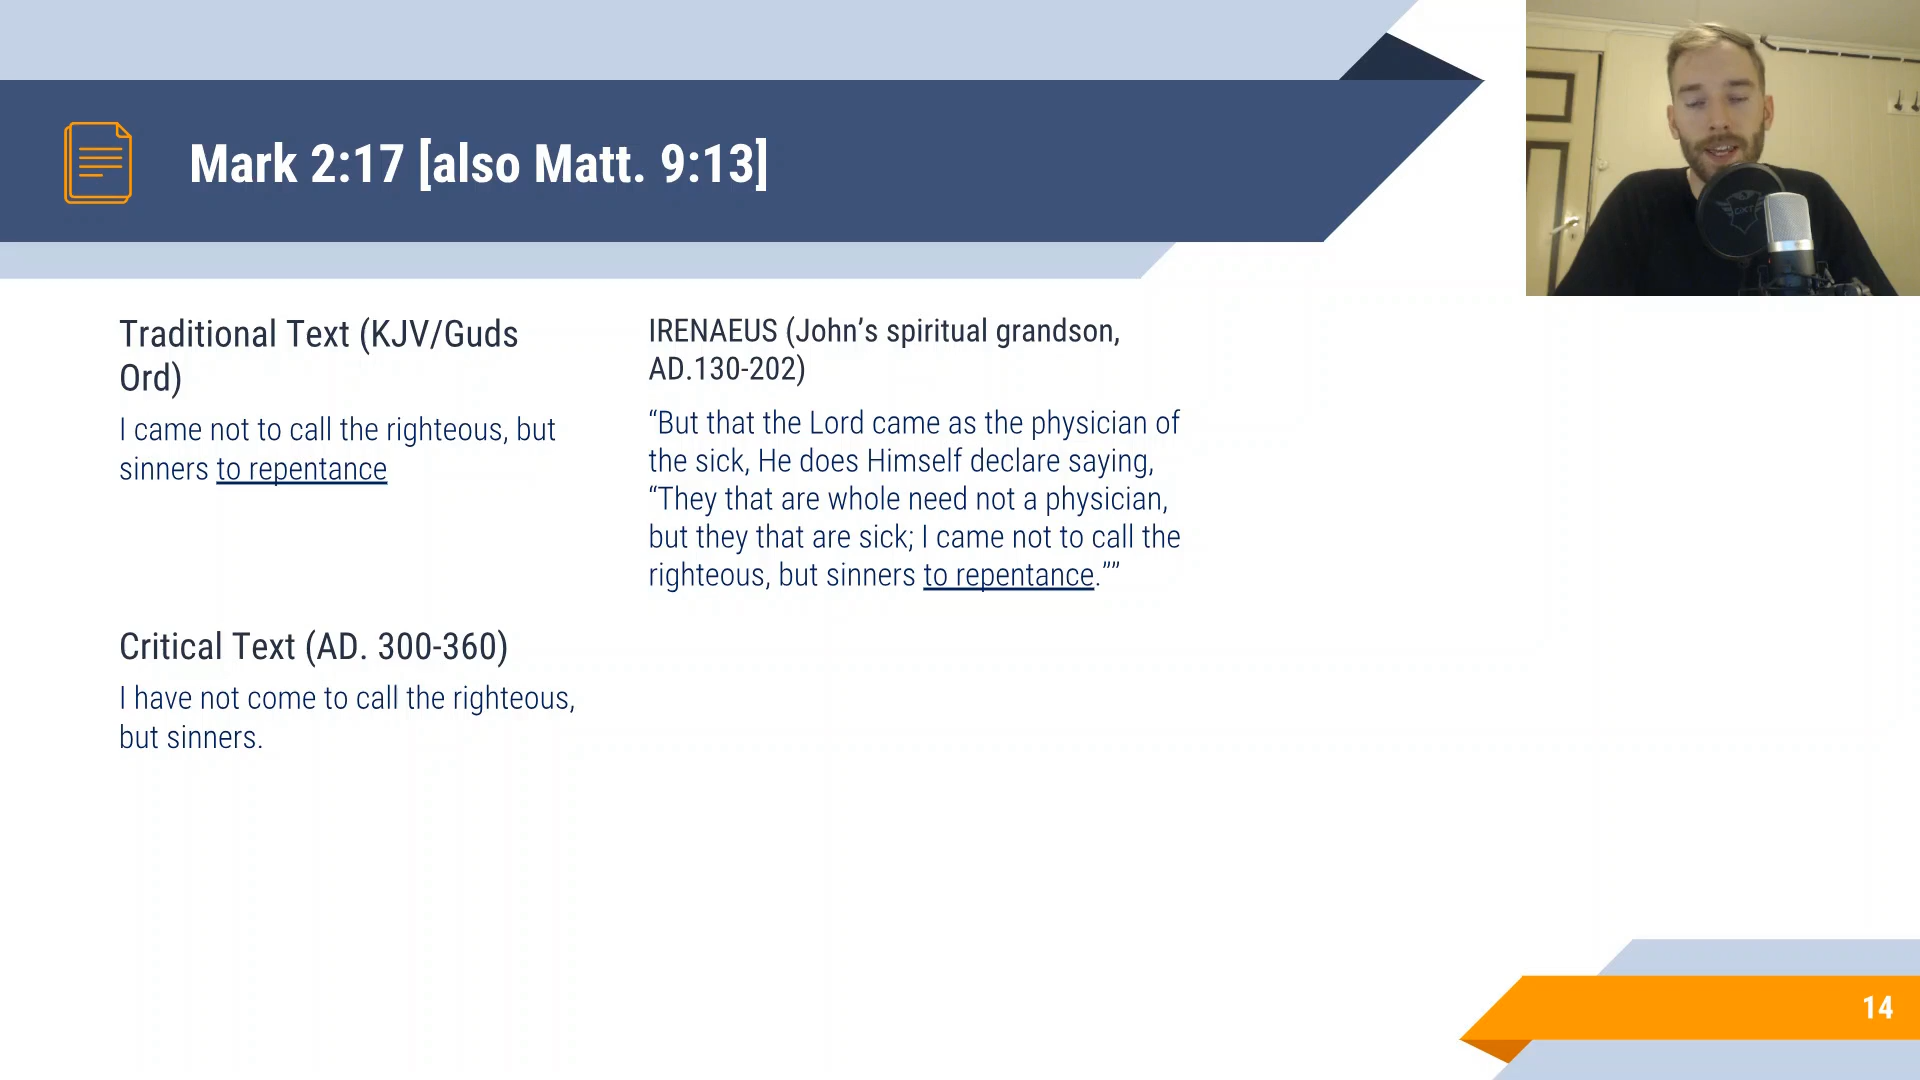 Mark 2:17 [also Matt. 9:13]
Traditional Text (KJV/Guds
Ord)
I came not to call the righteous, but
sinners to repentance
Critical Text (AD. 300-360)
I have not come to call the righteous,
but sinners.
IRENAEUS (John’s spiritual grandson,
AD.130-202)
“But that the Lord came as the physician of
the sick, He does Himself declare saying,
“They that are whole need not a physician,
but they that are sick; I came not to call the
righteous, but sinners to repentance.””
14